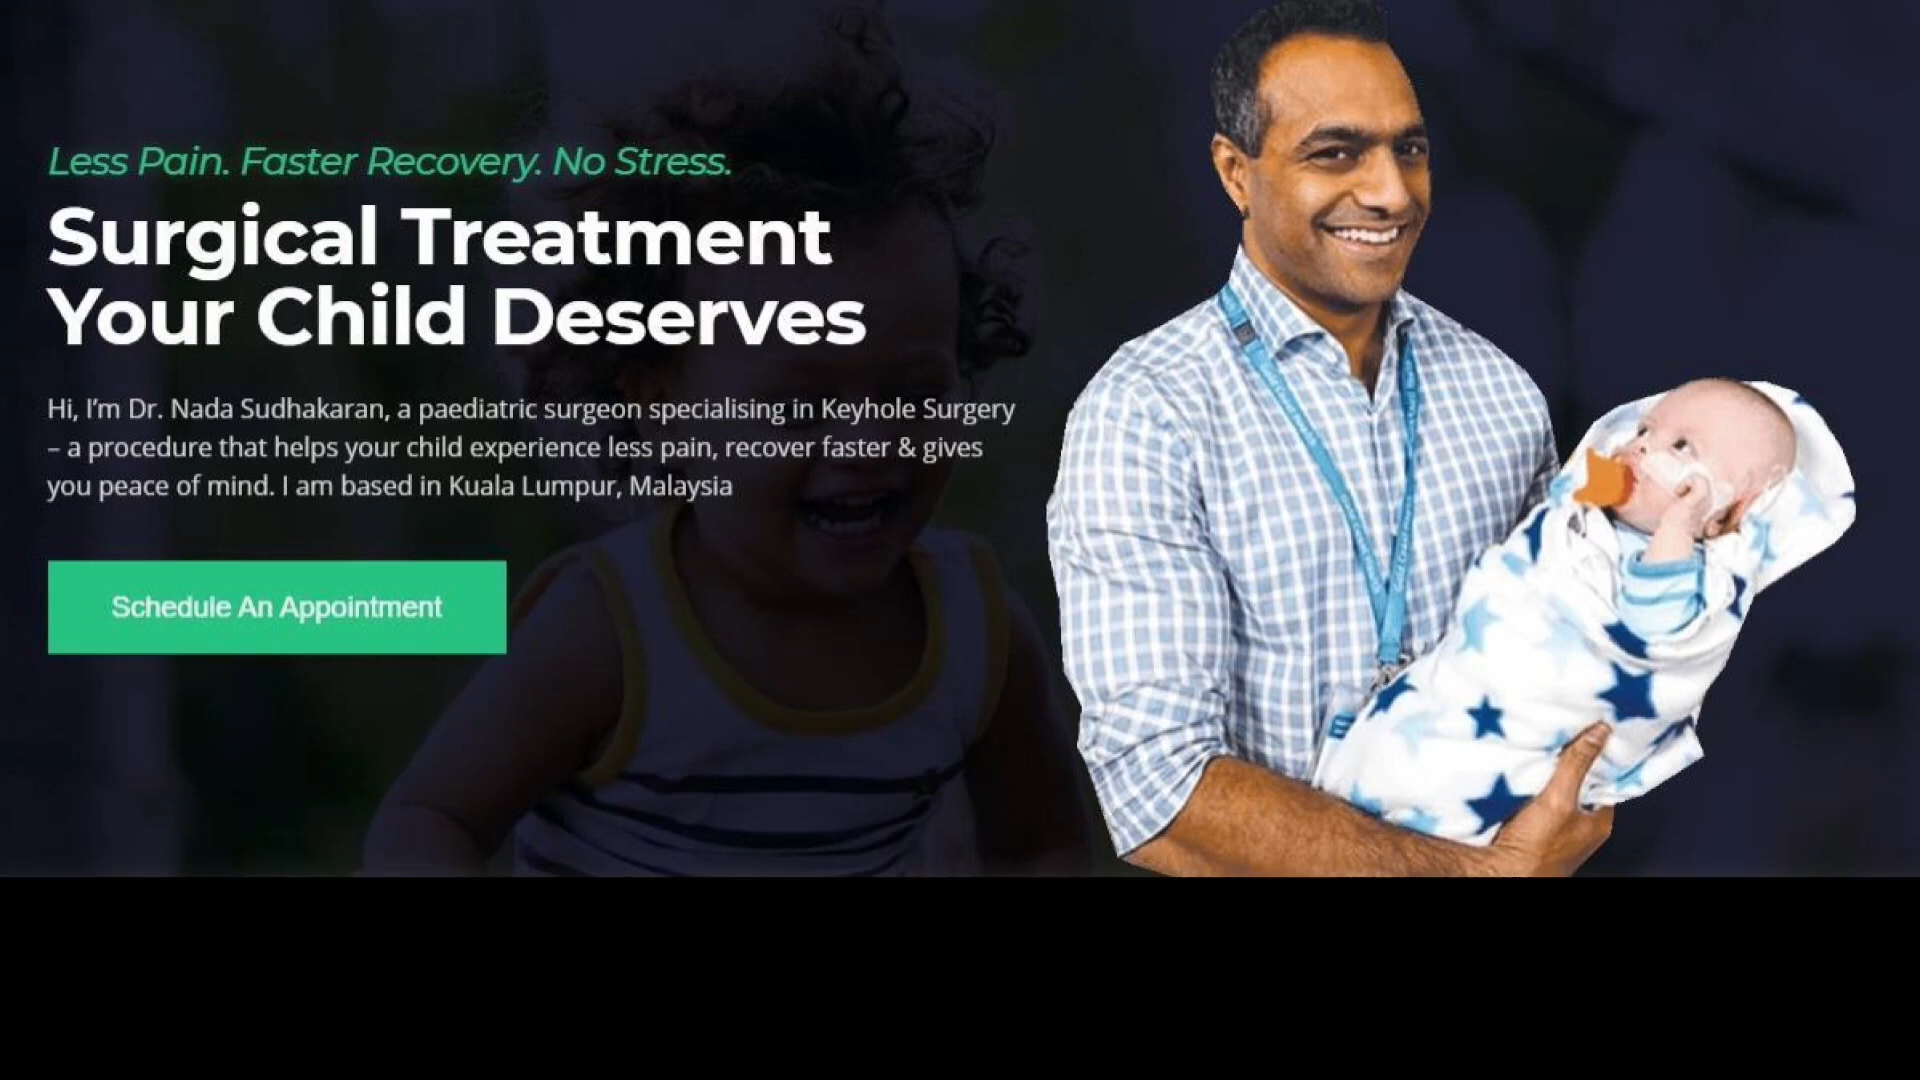 Less Pain. Faster Recovery. No Stress.
Surgical Treatment
Your Child Deserves
Hi, I’m Dr. Nada Sudhakaran, a paediatric surgeon specialising in Keyhole Surgery
– a procedure that helps your child experience less pain, recover faster & gives
you peace of mind. I am based in Kuala Lumpur, Malaysia
Schedule An Appointment